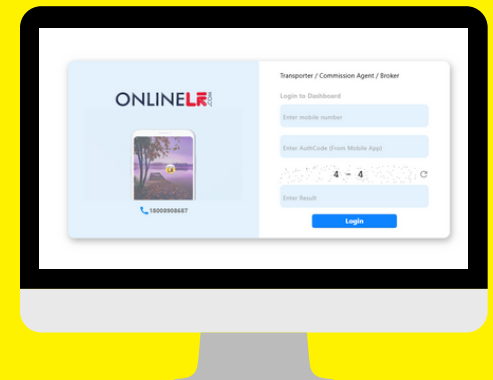 ONLINELR.COM
18008908687
Transporter / Commission Agent / Broker
Login to Dashboard
Enter mobile number
Enter AuthCode (From Mobile App)
4 - 4
Enter Result
Login